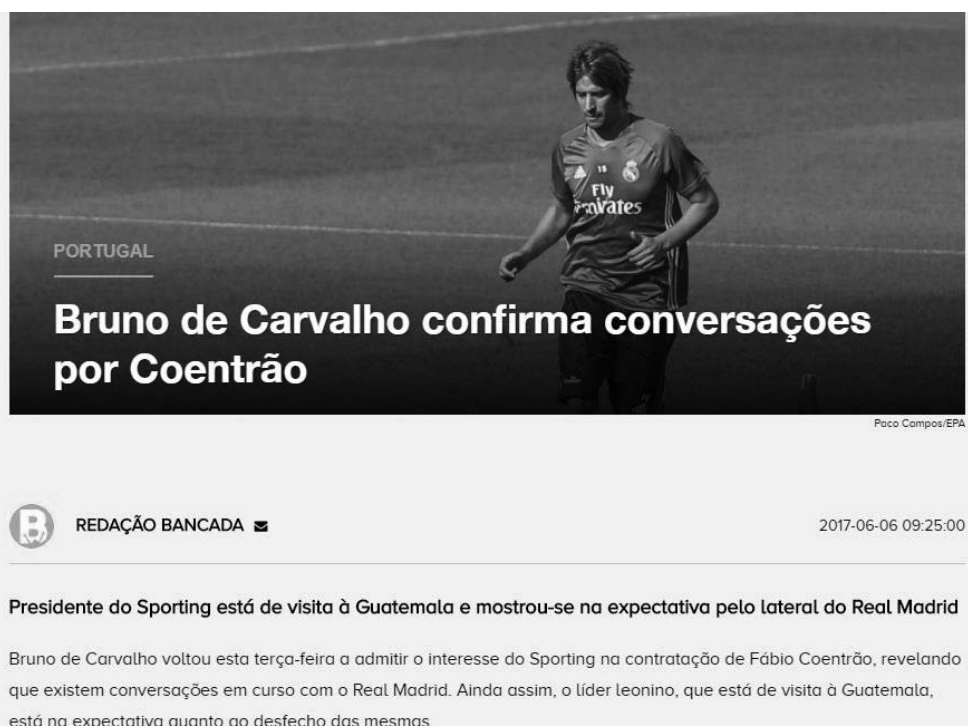 18
Fly
Emirates
PORTUGAL
Bruno de Carvalho confirma conversações
por Coentrão
Paco Campos/EPA
B
REDAÇÃO BANCADA
2017-06-06 09:25:00
Presidente do Sporting está de visita à Guatemala e mostrou-se na expectativa pelo lateral do Real Madrid
Bruno de Carvalho voltou esta terça-feira a admitir o interesse do Sporting na contratação de Fábio Coentrão, revelando
que existem conversações em curso com o Real Madrid. Ainda assim, o líder leonino, que está de visita à Guatemala,
está na expectativa quanto ao desfecho das mesmas.